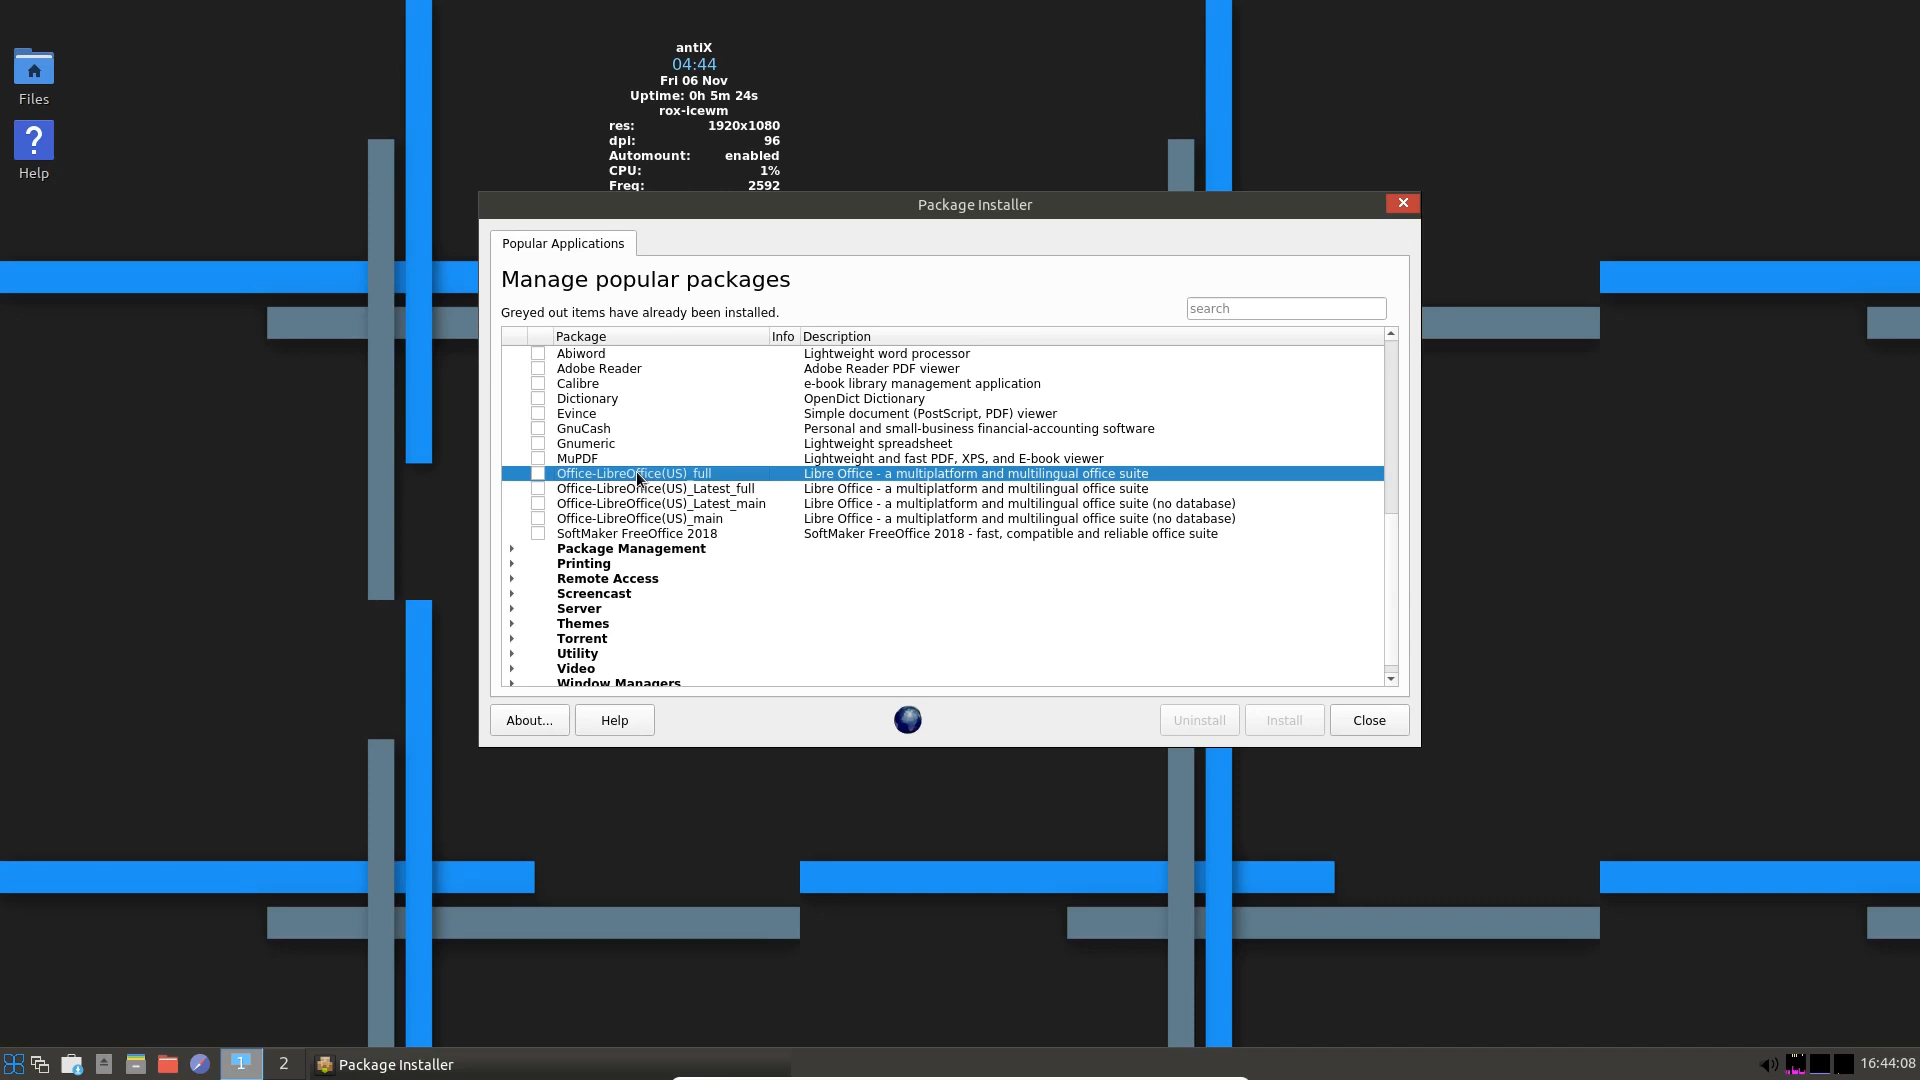 Files
Help
antiX
04:44
Fri 06 Nov
Uptime: 0h 5m 24s
rox-icewm
res: 1920x1080
dpi: 96
Automount: enabled
CPU: 1%
Freq: 2592
Package Installer
Popular Applications
Manage popular packages
Greyed out items have already been installed.
search
Package Info Description
Abiword Lightweight word processor
Adobe Reader Adobe Reader PDF viewer
Calibre e-book library management application
Dictionary OpenDict Dictionary
Evince Simple document (PostScript, PDF) viewer
GnuCash Personal and small-business financial-accounting software
Gnumeric Lightweight spreadsheet
MuPDF Lightweight and fast PDF, XPS, and E-book viewer
Office-LibreOffice(US)_full Libre Office - a multiplatform and multilingual office suite
Office-LibreOffice(US)_Latest_full Libre Office - a multiplatform and multilingual office suite
Office-LibreOffice(US)_Latest_main Libre Office - a multiplatform and multilingual office suite (no database)
Office-LibreOffice(US)_main Libre Office - a multiplatform and multilingual office suite (no database)
SoftMaker FreeOffice 2018 SoftMaker FreeOffice 2018 - fast, compatible and reliable office suite
Package Management
Printing
Remote Access
Screencast
Server
Themes
Torrent
Utility
Video
Window Managers
About...
Help
Uninstall
Install
Close
1
2
Package Installer
16:44:08